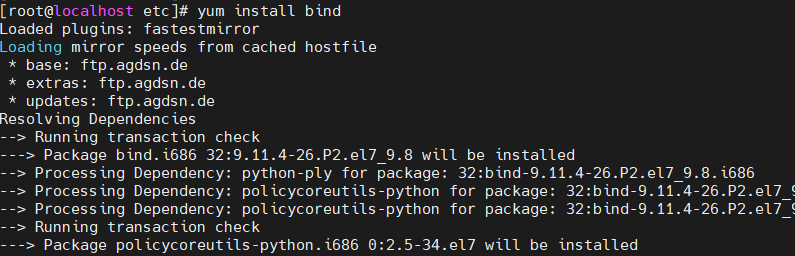 [root@localhost etc]# yum install bind
Loaded plugins: fastestmirror
Loading mirror speeds from cached hostfile
 * base: ftp.agdsn.de
 * extras: ftp.agdsn.de
 * updates: ftp.agdsn.de
Resolving Dependencies
--> Running transaction check
---> Package bind.i686 32:9.11.4-26.P2.el7_9.8 will be installed
--> Processing Dependency: python-ply for package: 32:bind-9.11.4-26.P2.el7_9.8.i686
--> Processing Dependency: policycoreutils-python for package: 32:bind-9.11.4-26.P2.el7_9
--> Processing Dependency: policycoreutils-python for package: 32:bind-9.11.4-26.P2.el7_9
--> Running transaction check
---> Package policycoreutils-python.i686 0:2.5-34.el7 will be installed